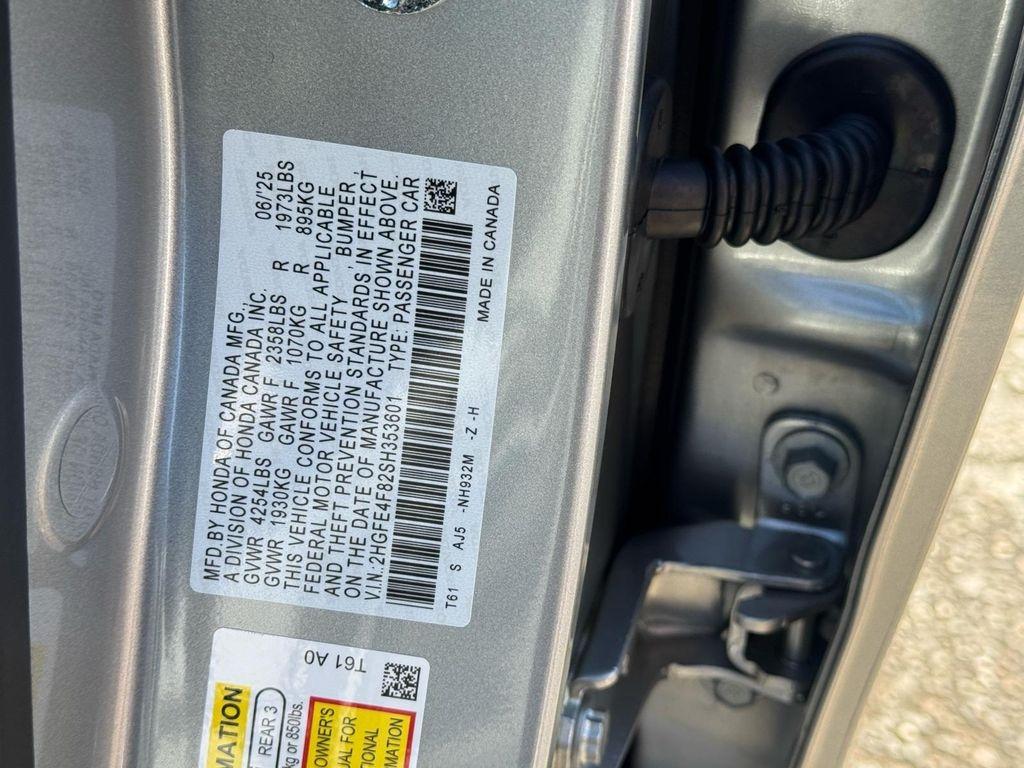 MFD.BY HONDA OF CANADA MFG., 06/'25
A DIVISION OF HONDA CANADA INC.
GVWR 4254LBS GAWR F 2358LBS R 1973LBS
GVWR 1930KG GAWR F 1070KG R 895KG
THIS VEHICLE CONFORMS TO ALL APPLICABLE
FEDERAL MOTOR VEHICLE SAFETY, BUMPER,
AND THEFT PREVENTION STANDARDS IN EFFECT
ON THE DATE OF MANUFACTURE SHOWN ABOVE.
V.I.N.:2HGFE4F82SH353601 TYPE: PASSENGER CAR
T61 S AJ5 -NH932M -Z -H
MADE IN CANADA
T61 A0
MATION
REAR 3
kg or 850lbs.
OWNER'S
UAL FOR
TIONAL
RMATION